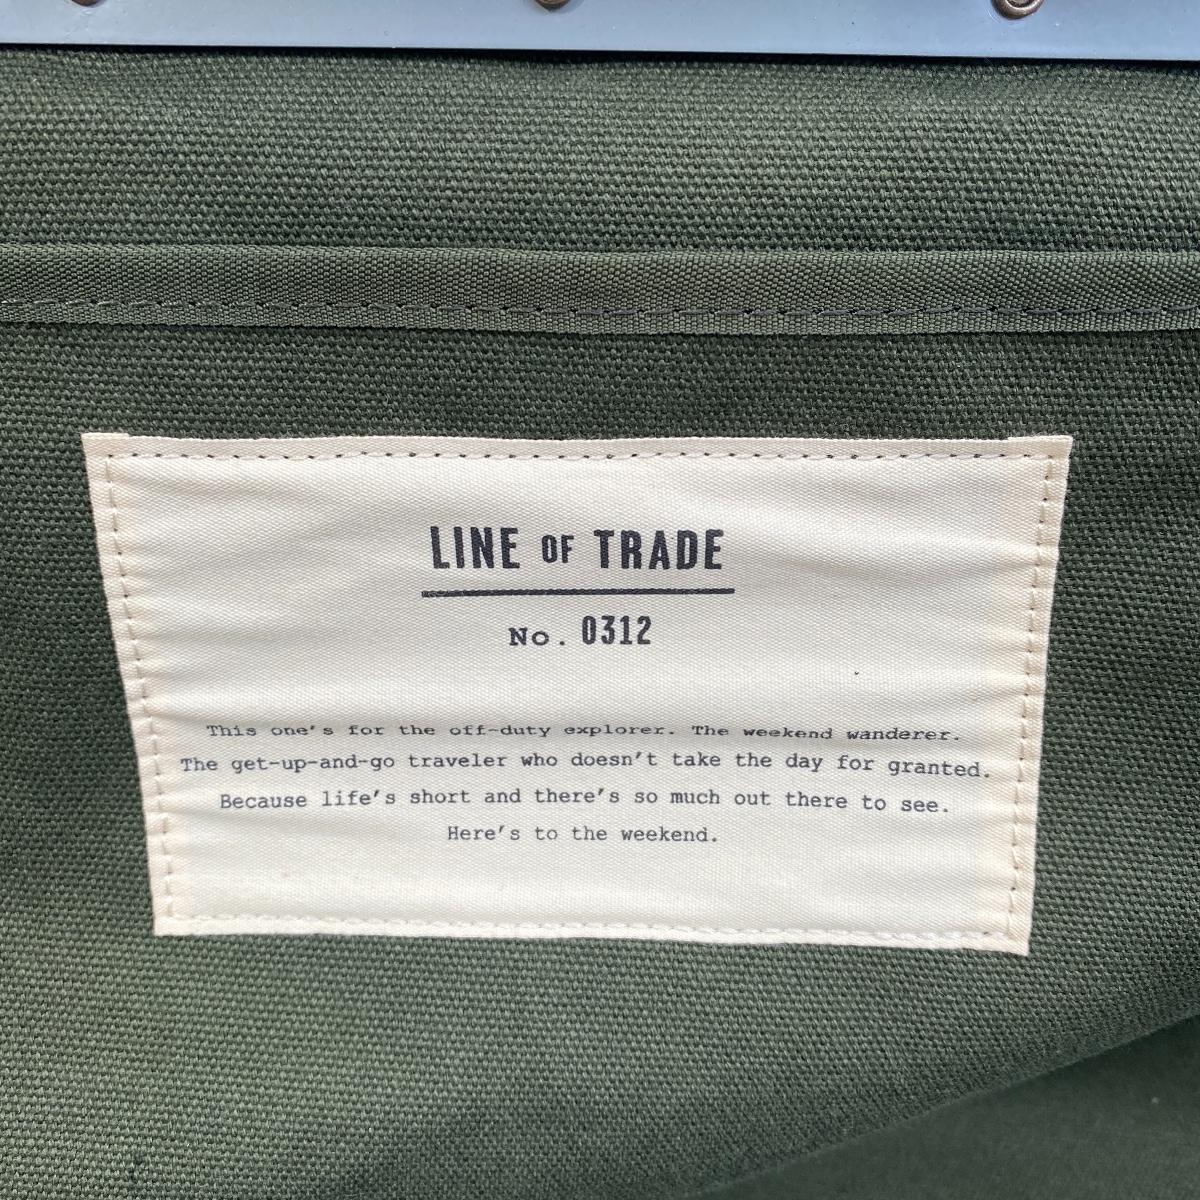 LINE OF TRADE
No. 0312
This one's for the off-duty explorer. The weekend wanderer.
The get-up-and-go traveler who doesn't take the day for granted.
Because life's short and there's so much out there to see.
Here's to the weekend.